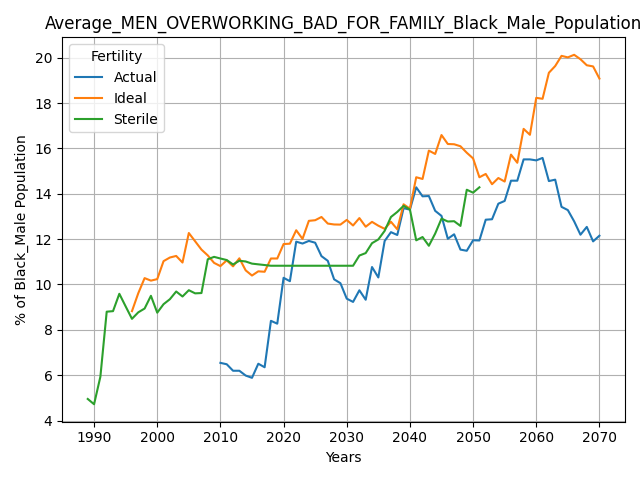 Average_MEN_OVERWORKING_BAD_FOR_FAMILY_Black_Male_Population
Fertility
Actual
Ideal
Sterile
% of Black_Male Population
20
18
16
14
12
10
8
6
4
1990 2000 2010 2020 2030 2040 2050 2060 2070
Years